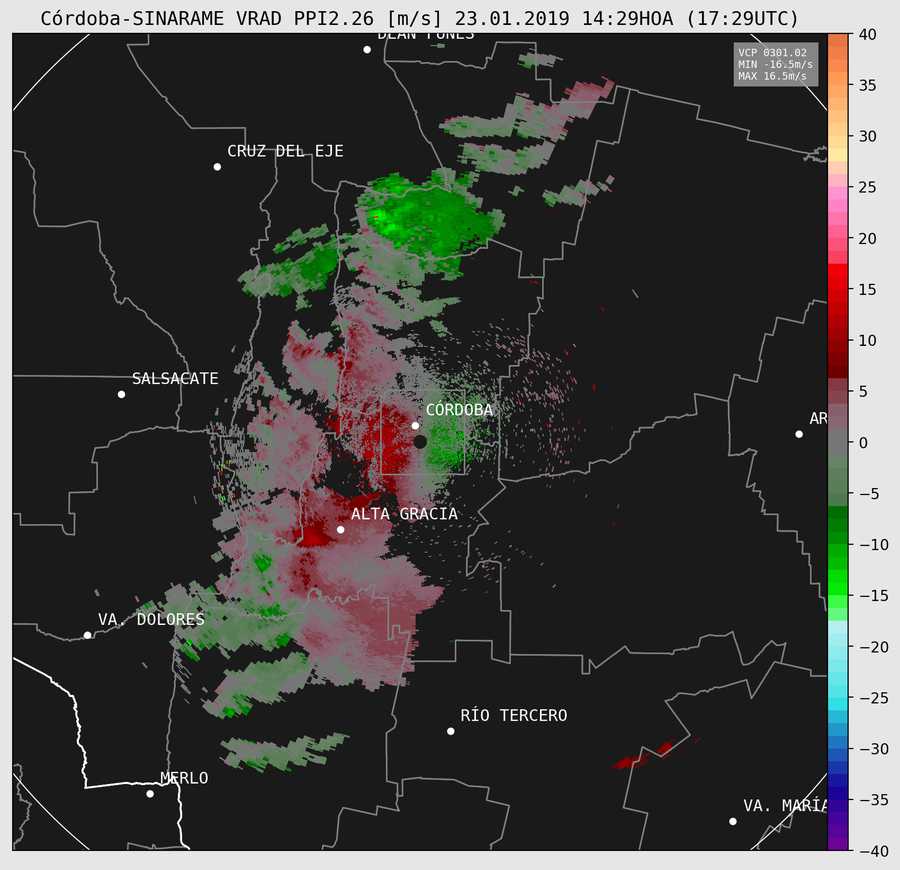 Córdoba-SINARAME VRAD PPI2.26 [m/s] 23.01.2019 14:29HOA (17:29UTC)
DEAN FUNES
VCP 0301.02
MIN -16.5m/s
MAX 16.5m/s
CRUZ DEL EJE
SALSACATE
CÓRDOBA
AR
ALTA GRACIA
VA. DOLORES
RÍO TERCERO
MERLO
VA. MARÍA
40
35
30
25
20
15
10
5
0
−5
−10
−15
−20
−25
−30
−35
−40